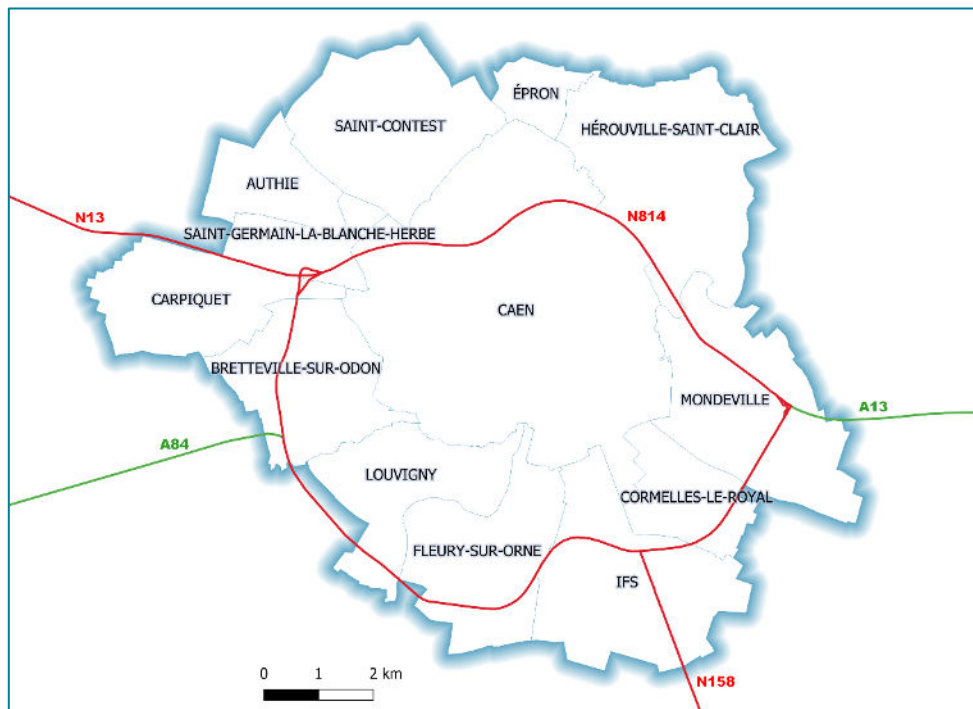 ÉPRON
SAINT-CONTEST
HÉROUVILLE-SAINT-CLAIR
AUTHIE
N13
N814
SAINT-GERMAIN-LA-BLANCHE-HERBE
CARPIQUET
CAEN
BRETTEVILLE-SUR-ODON
MONDEVILLE
A13
A84
LOUVIGNY
CORMELLES-LE-ROYAL
FLEURY-SUR-ORNE
IFS
0 1 2 km
N158